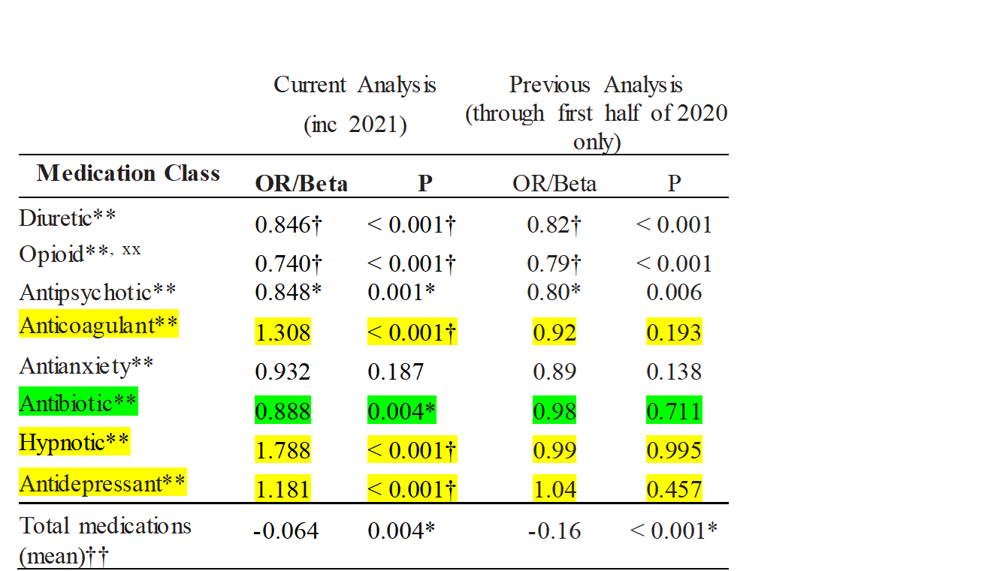 Current Analysis Previous Analysis
(inc 2021) (through first half of 2020 only)
Medication Class OR/Beta P OR/Beta P
Diuretic** 0.846† < 0.001† 0.82† < 0.001
Opioid**, xx 0.740† < 0.001† 0.79† < 0.001
Antipsychotic** 0.848* 0.001* 0.80* 0.006
Anticoagulant** 1.308 < 0.001† 0.92 0.193
Antianxiety** 0.932 0.187 0.89 0.138
Antibiotic** 0.888 0.004* 0.98 0.711
Hypnotic** 1.788 < 0.001† 0.99 0.995
Antidepressant** 1.181 < 0.001† 1.04 0.457
Total medications -0.064 0.004* -0.16 < 0.001*
(mean)††